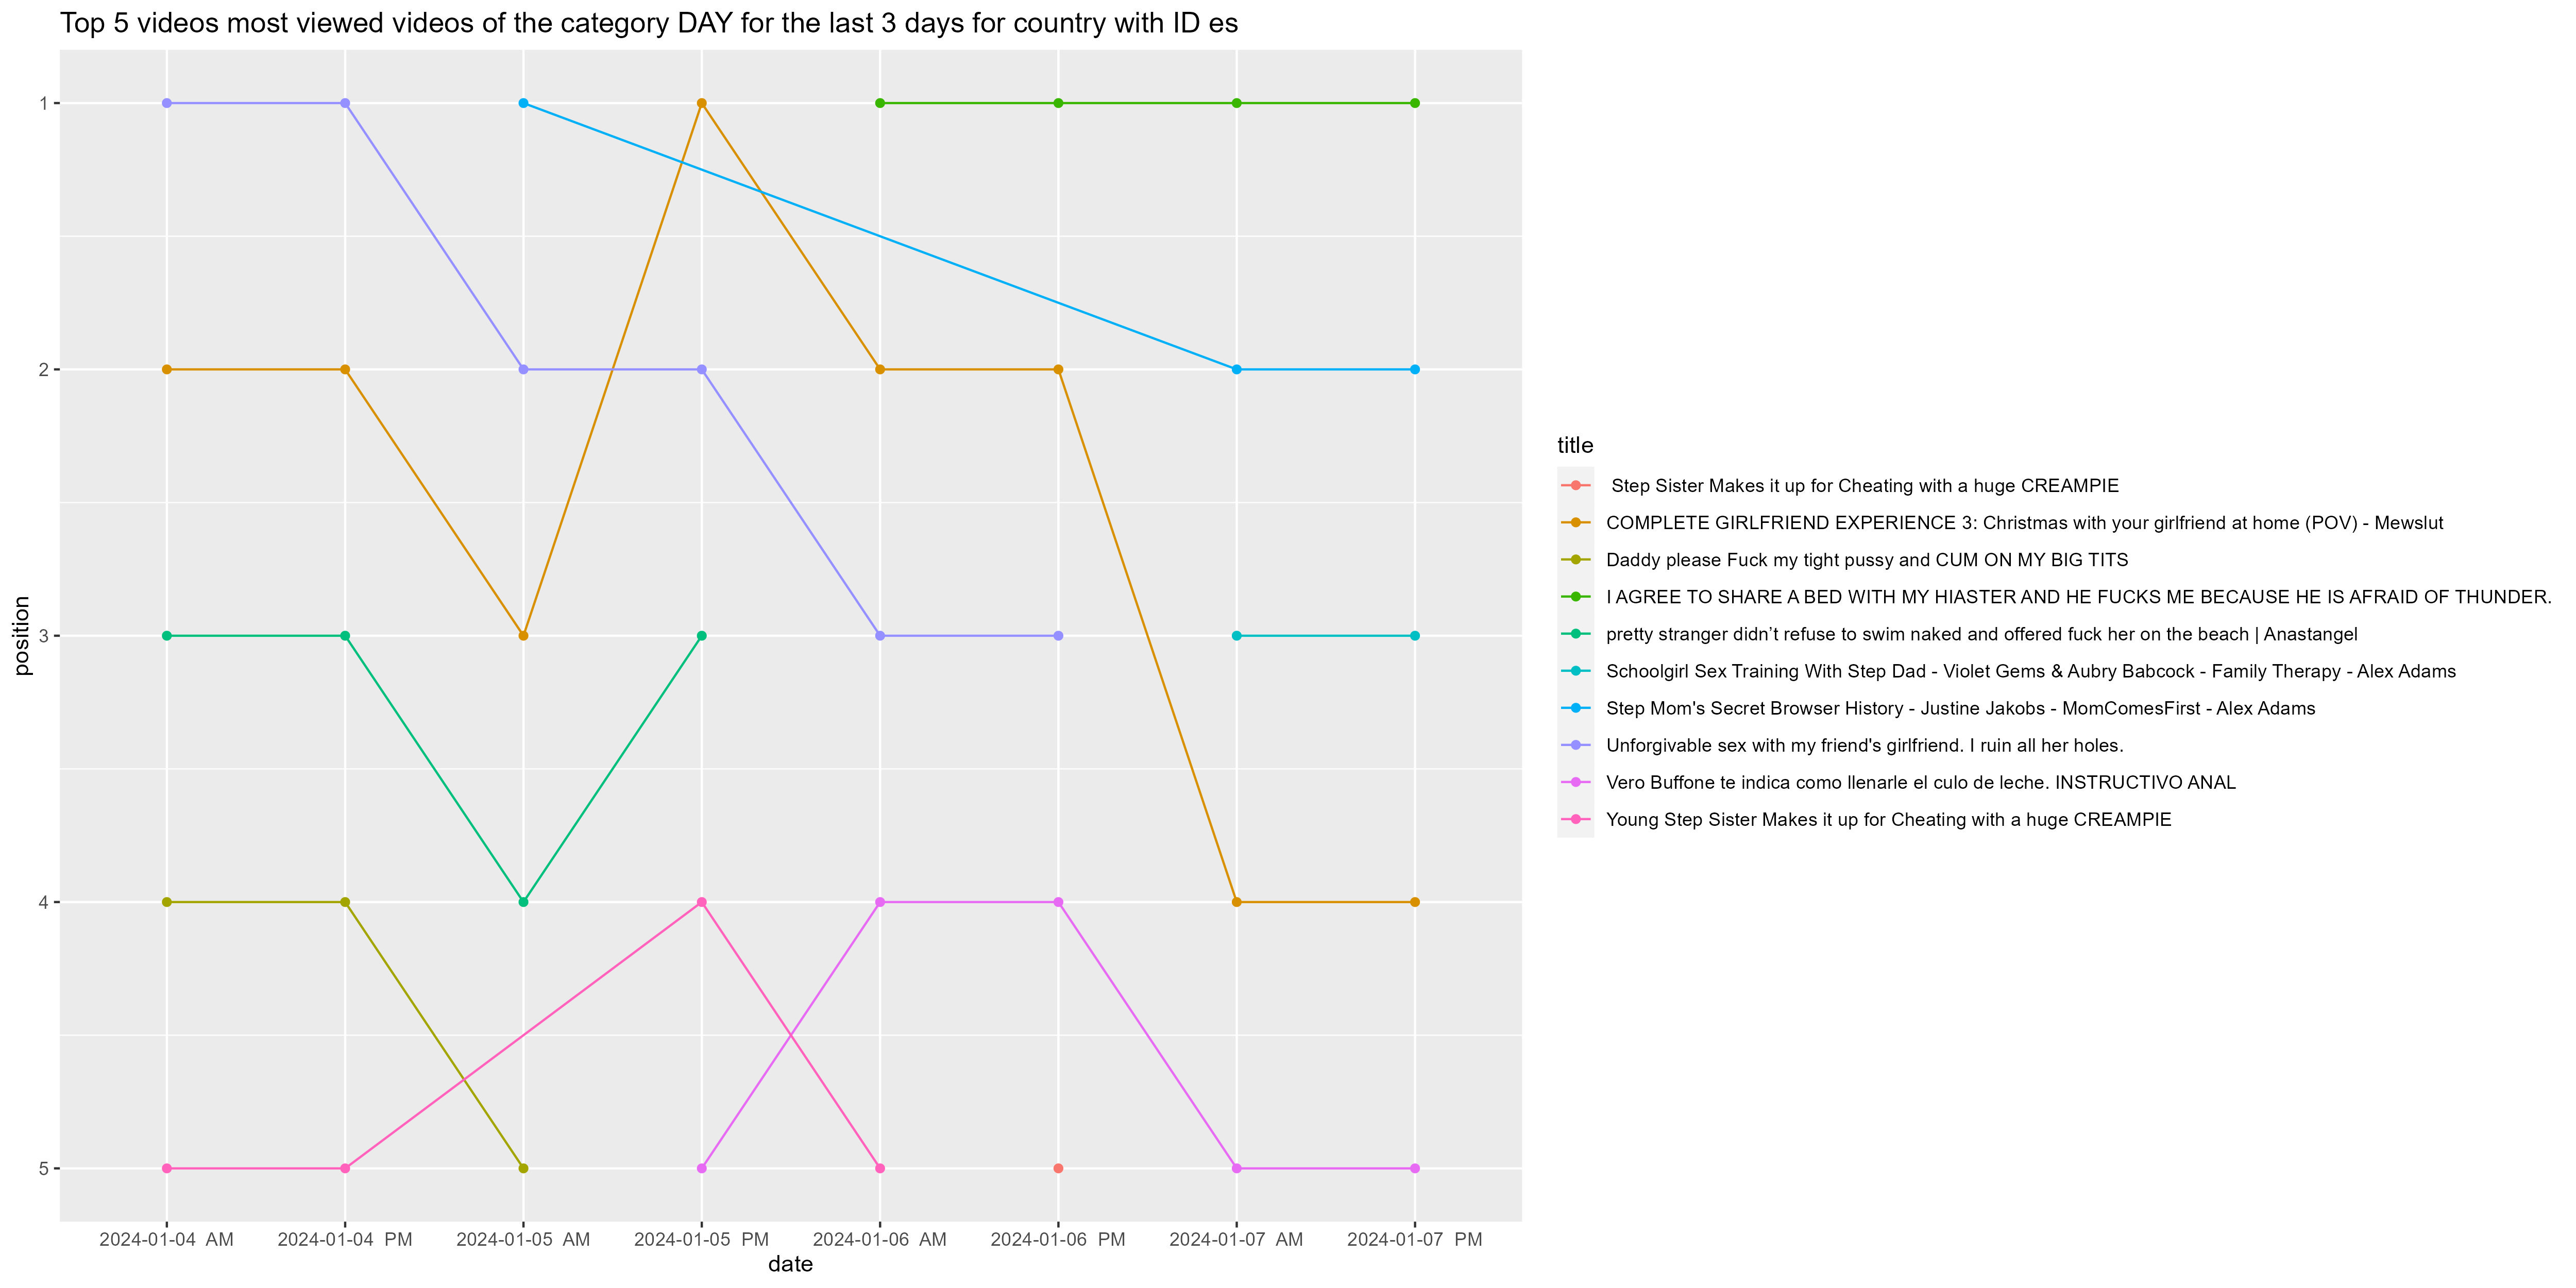 Top 5 videos most viewed videos of the category DAY for the last 3 days for country with ID es
position
1
2
3
4
5
2024-01-04 AM
2024-01-04 PM
2024-01-05 AM
2024-01-05 PM
2024-01-06 AM
2024-01-06 PM
2024-01-07 AM
2024-01-07 PM
date
title
Step Sister Makes it up for Cheating with a huge CREAMPIE
COMPLETE GIRLFRIEND EXPERIENCE 3: Christmas with your girlfriend at home (POV) - Mewslut
Daddy please Fuck my tight pussy and CUM ON MY BIG TITS
I AGREE TO SHARE A BED WITH MY HIASTER AND HE FUCKS ME BECAUSE HE IS AFRAID OF THUNDER.
pretty stranger didn’t refuse to swim naked and offered fuck her on the beach | Anastangel
Schoolgirl Sex Training With Step Dad - Violet Gems & Aubry Babcock - Family Therapy - Alex Adams
Step Mom's Secret Browser History - Justine Jakobs - MomComesFirst - Alex Adams
Unforgivable sex with my friend's girlfriend. I ruin all her holes.
Vero Buffone te indica como llenarle el culo de leche. INSTRUCTIVO ANAL
Young Step Sister Makes it up for Cheating with a huge CREAMPIE